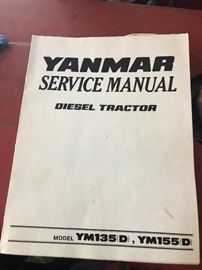 YANMAR
SERVICE MANUAL
DIESEL TRACTOR
MODEL YM135(D), YM155(D)